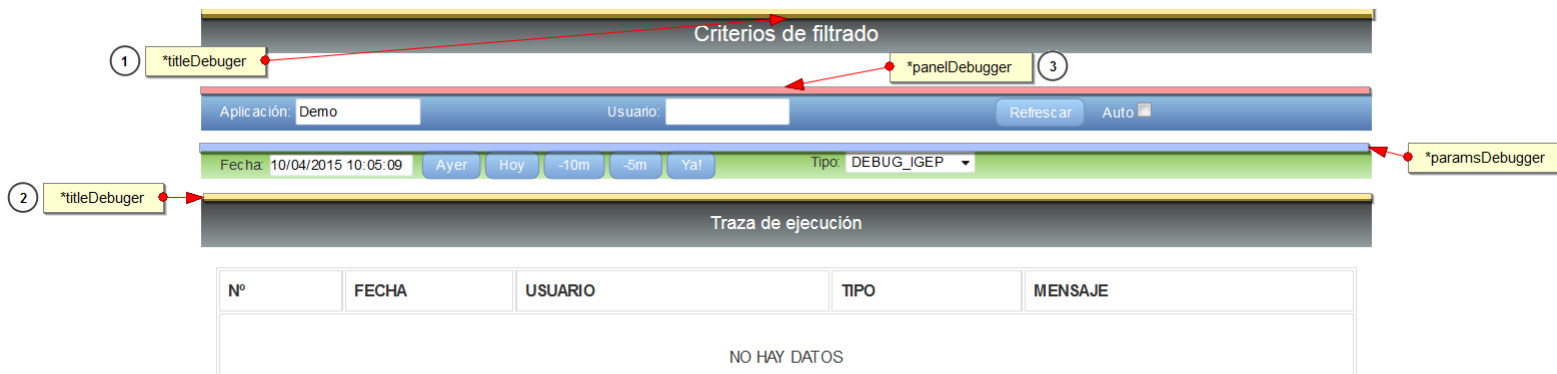 Criterios de filtrado
1 *titleDebuger
*panelDebugger 3
Aplicación: Demo Usuario: Refrescar Auto
Fecha: 10/04/2015 10:05:09 Ayer Hoy -10m -5m Ya! Tipo: DEBUG_IGEP
*paramsDebugger
2 *titleDebuger
Traza de ejecución
Nº FECHA USUARIO TIPO MENSAJE
NO HAY DATOS